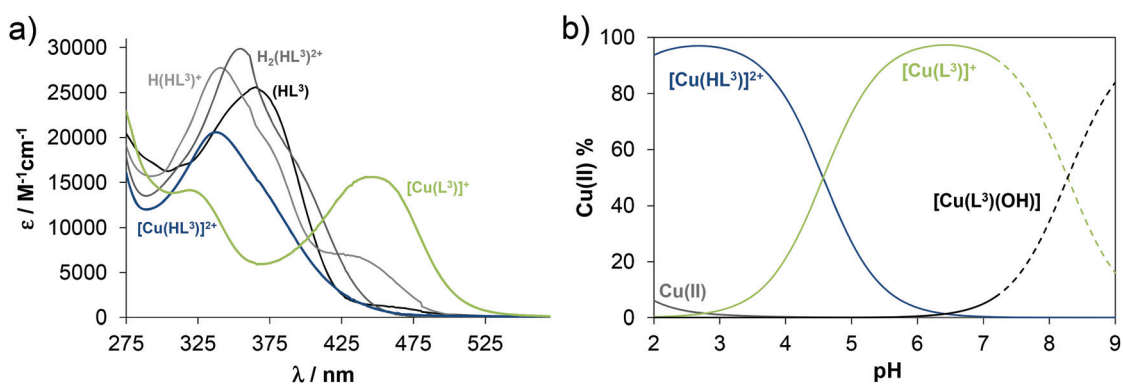 a)
ε / M⁻¹cm⁻¹
30000
25000
20000
15000
10000
5000
0
275
325
375
425
475
525
λ / nm
H(HL³)⁺
H₂(HL³)²⁺
(HL³)
[Cu(L³)]⁺
[Cu(HL³)]²⁺
b)
Cu(II) %
100
80
60
40
20
0
2
3
4
5
6
7
8
9
pH
[Cu(HL³)]²⁺
[Cu(L³)]⁺
[Cu(L³)(OH)]
Cu(II)